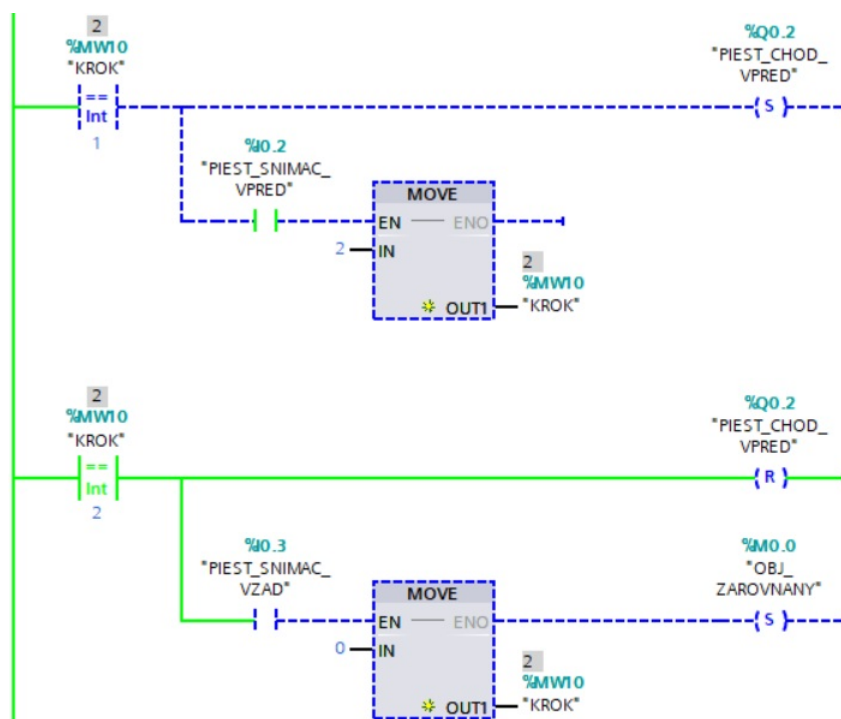 2
%MW10
"KROK"
==
Int
1
%Q0.2
"PIEST_CHOD_
VPRED"
S
%I0.2
"PIEST_SNIMAC_
VPRED"
MOVE
EN
ENO
2
IN
OUT1
2
%MW10
"KROK"
2
%MW10
"KROK"
==
Int
2
%Q0.2
"PIEST_CHOD_
VPRED"
R
%I0.3
"PIEST_SNIMAC_
VZAD"
MOVE
EN
ENO
0
IN
OUT1
2
%MW10
"KROK"
%M0.0
"OBJ_
ZAROVNANY"
S